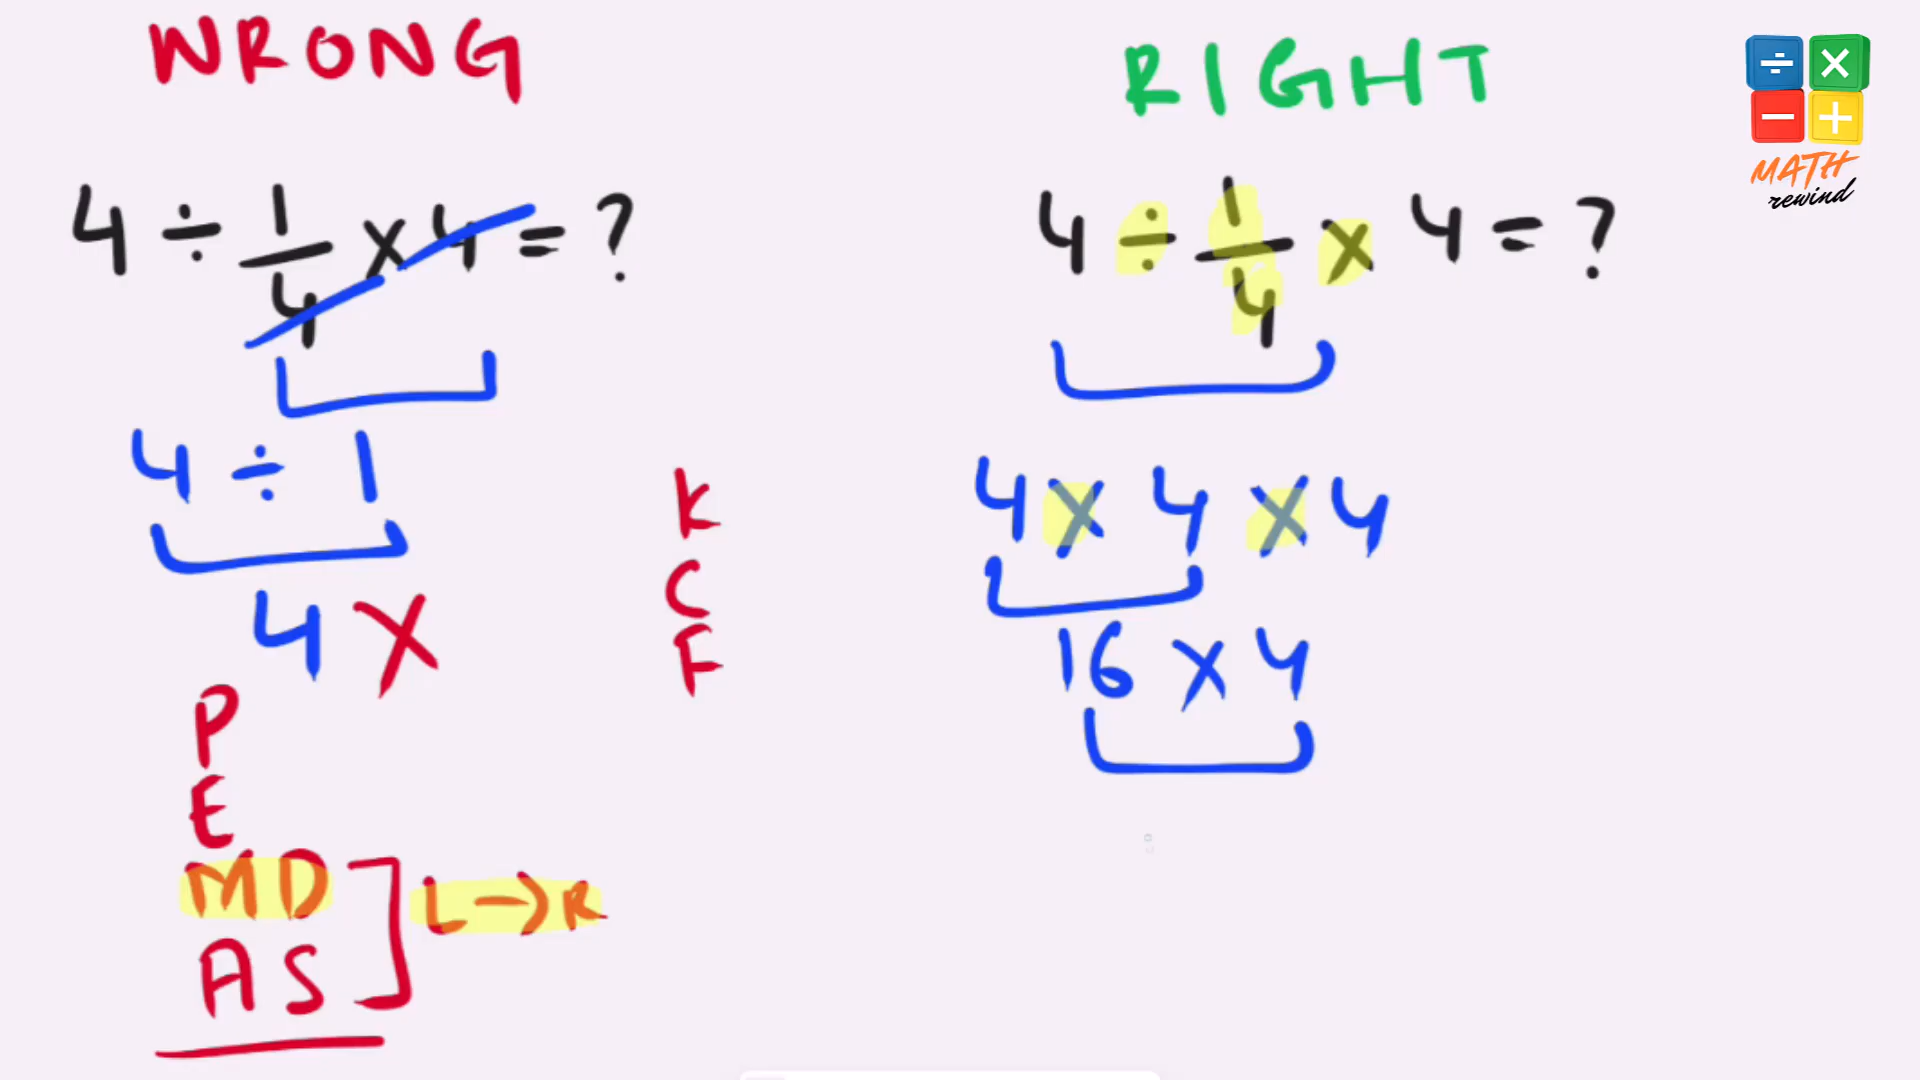 WRONG
4 ÷ 1/4 x 4 = ?
4 ÷ 1
4 X
P
E
MD
AS
L → R
K
C
F
RIGHT
4 ÷ 1/4 x 4 = ?
4 x 4 x 4
16 x 4
÷ ×
− +
MATH
rewind